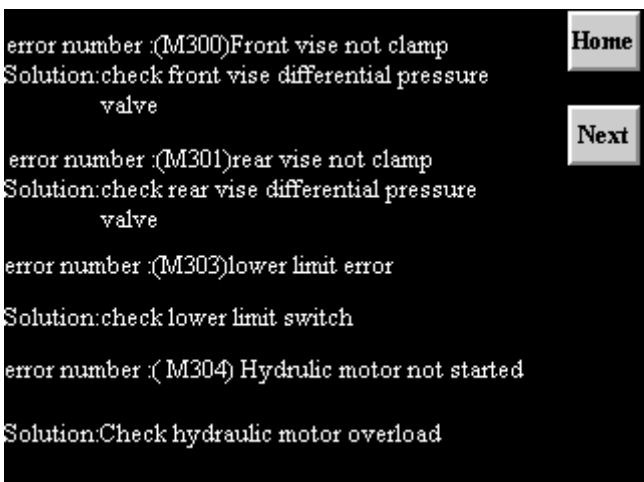 error number :(M300)Front vise not clamp
Home
Solution:check front vise differential pressure
valve
Next
error number :(M301)rear vise not clamp
Solution:check rear vise differential pressure
valve
error number :(M303)lower limit error
Solution:check lower limit switch
error number :( M304) Hydrulic motor not started
Solution:Check hydraulic motor overload